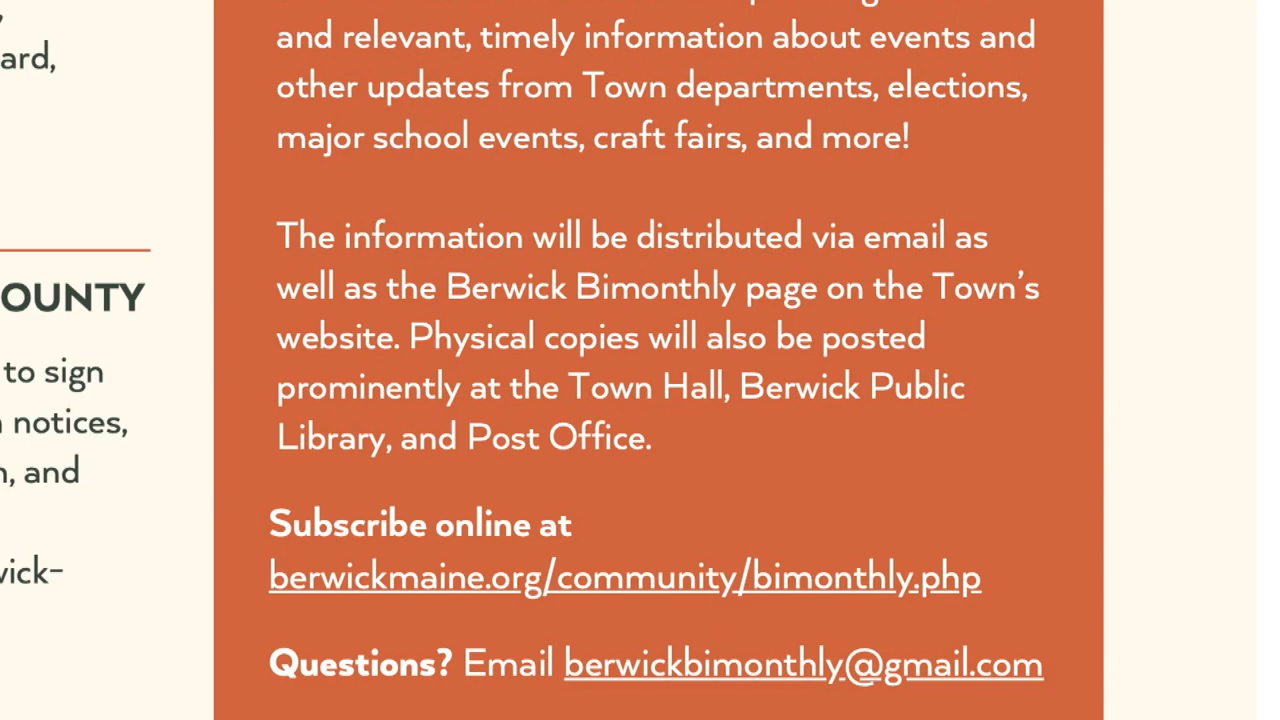 ard,
OUNTY
to sign
notices,
and
wick-
and relevant, timely information about events and
other updates from Town departments, elections,
major school events, craft fairs, and more!
The information will be distributed via email as
well as the Berwick Bimonthly page on the Town's
website. Physical copies will also be posted
prominently at the Town Hall, Berwick Public
Library, and Post Office.
Subscribe online at
berwickmaine.org/community/bimonthly.php
Questions? Email berwickbimonthly@gmail.com